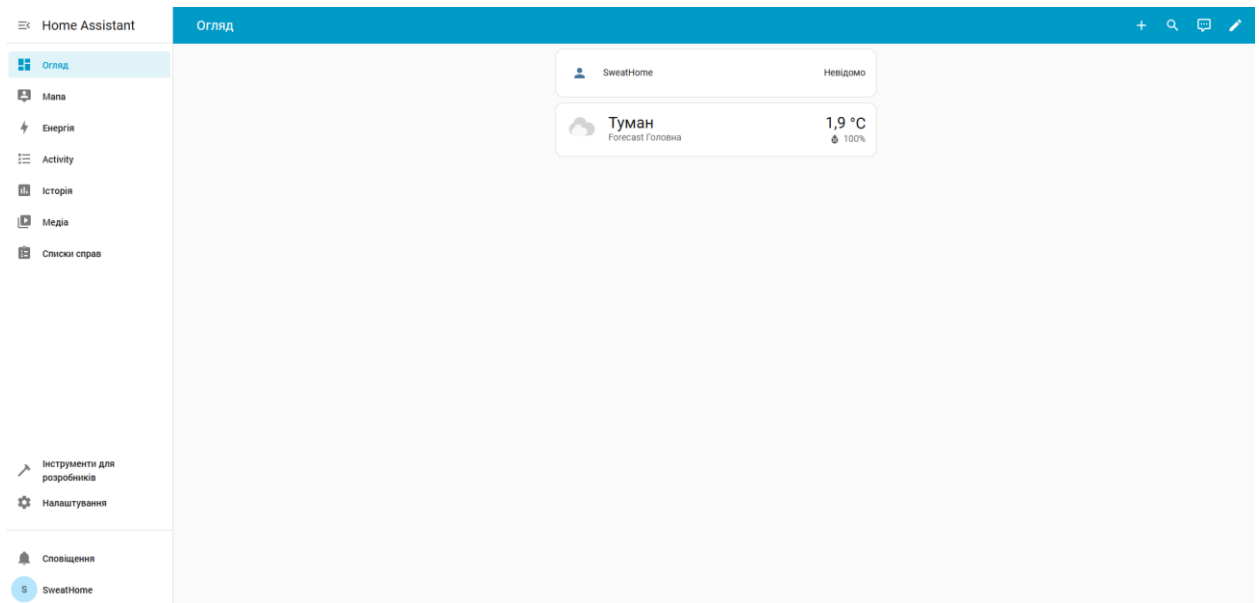 Home Assistant
Огляд
Огляд
Мапа
Енергія
Activity
Історія
Медіа
Списки справ
Інструменти для
розробників
Налаштування
Сповіщення
S SweatHome
SweatHome Невідомо
Туман 1,9 °C
Forecast Головна 100%